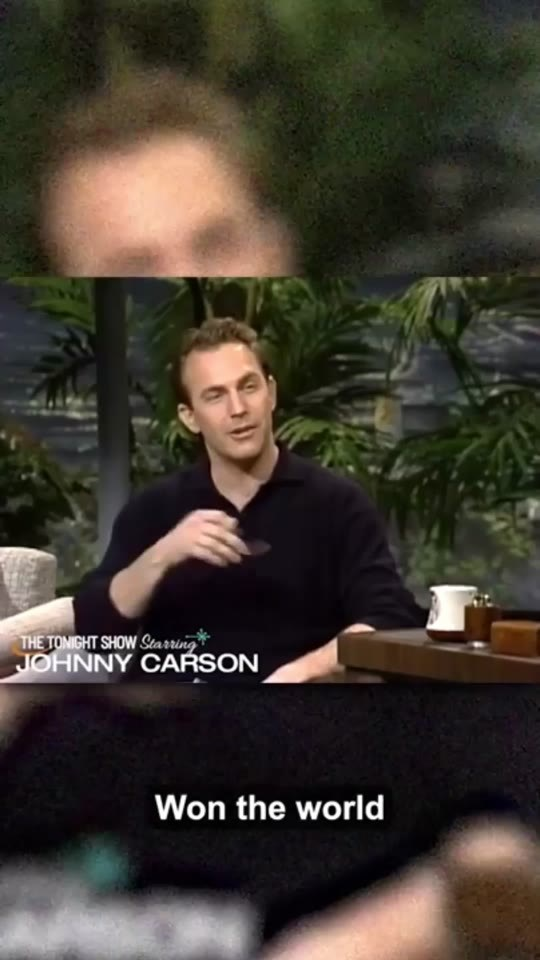 THE TONIGHT SHOW Starring
JOHNNY CARSON
Won the world